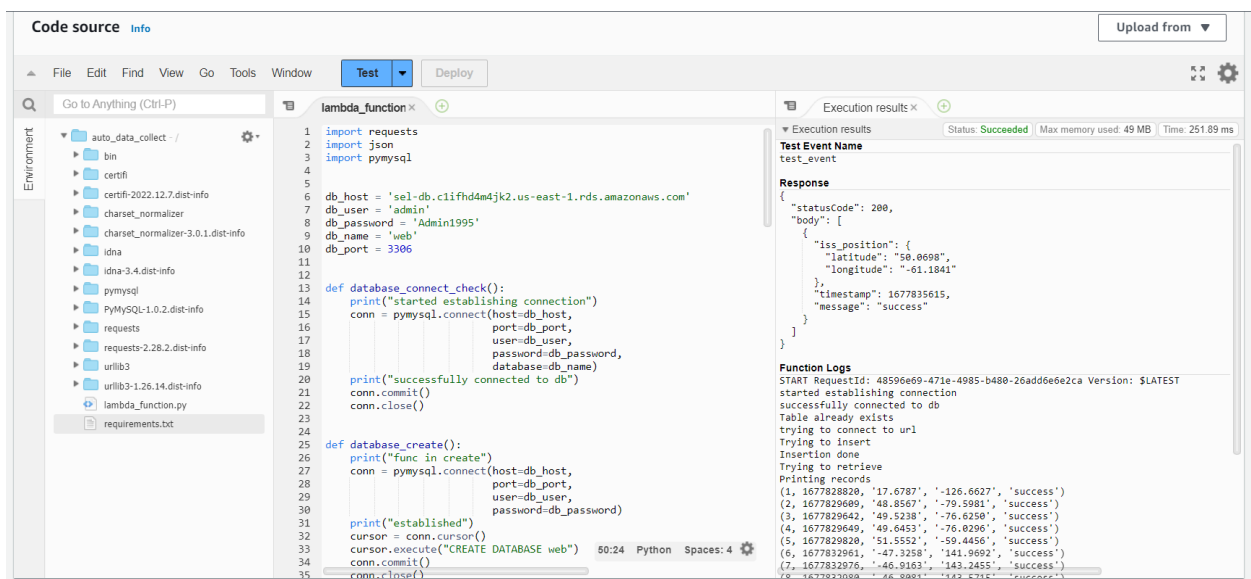 Code source Info
Upload from ▼
File Edit Find View Go Tools Window Test Deploy
Go to Anything (Ctrl-P)
Environment
auto_data_collect - /
bin
certifi
certifi-2022.12.7.dist-info
charset_normalizer
charset_normalizer-3.0.1.dist-info
idna
idna-3.4.dist-info
pymysql
PyMySQL-1.0.2.dist-info
requests
requests-2.28.2.dist-info
urllib3
urllib3-1.26.14.dist-info
lambda_function.py
requirements.txt
lambda_function ×
1 import requests
2 import json
3 import pymysql
4
5
6 db_host = 'sel-db.c1ifhd4m4jk2.us-east-1.rds.amazonaws.com'
7 db_user = 'admin'
8 db_password = 'Admin1995'
9 db_name = 'web'
10 db_port = 3306
11
12
13 def database_connect_check():
14     print("started establishing connection")
15     conn = pymysql.connect(host=db_host,
16                            port=db_port,
17                            user=db_user,
18                            password=db_password,
19                            database=db_name)
20     print("successfully connected to db")
21     conn.commit()
22     conn.close()
23
24
25 def database_create():
26     print("func in create")
27     conn = pymysql.connect(host=db_host,
28                            port=db_port,
29                            user=db_user,
30                            password=db_password)
31     print("established")
32     cursor = conn.cursor()
33     cursor.execute("CREATE DATABASE web")
34     conn.commit()
35     conn.close()
50:24 Python Spaces: 4
Execution results ×
▼ Execution results Status: Succeeded Max memory used: 49 MB Time: 251.89 ms
Test Event Name
test_event
Response
{
  "statusCode": 200,
  "body": [
    {
      "iss_position": {
        "latitude": "50.0698",
        "longitude": "-61.1841"
      },
      "timestamp": 1677835615,
      "message": "success"
    }
  ]
}
Function Logs
START RequestId: 48596e69-471e-4985-b480-26add6e6e2ca Version: $LATEST
started establishing connection
successfully connected to db
Table already exists
trying to connect to url
Trying to insert
Insertion done
Trying to retrieve
Printing records
(1, 1677828820, '17.6787', '-126.6627', 'success')
(2, 1677829609, '48.8567', '-79.5981', 'success')
(3, 1677829642, '49.5238', '-76.6250', 'success')
(4, 1677829649, '49.6453', '-76.0296', 'success')
(5, 1677829820, '51.5552', '-59.4456', 'success')
(6, 1677832961, '-47.3258', '141.9692', 'success')
(7, 1677832976, '-46.9163', '143.2455', 'success')
(8, 1677832980, '-46.8081', '143.5715', 'success')